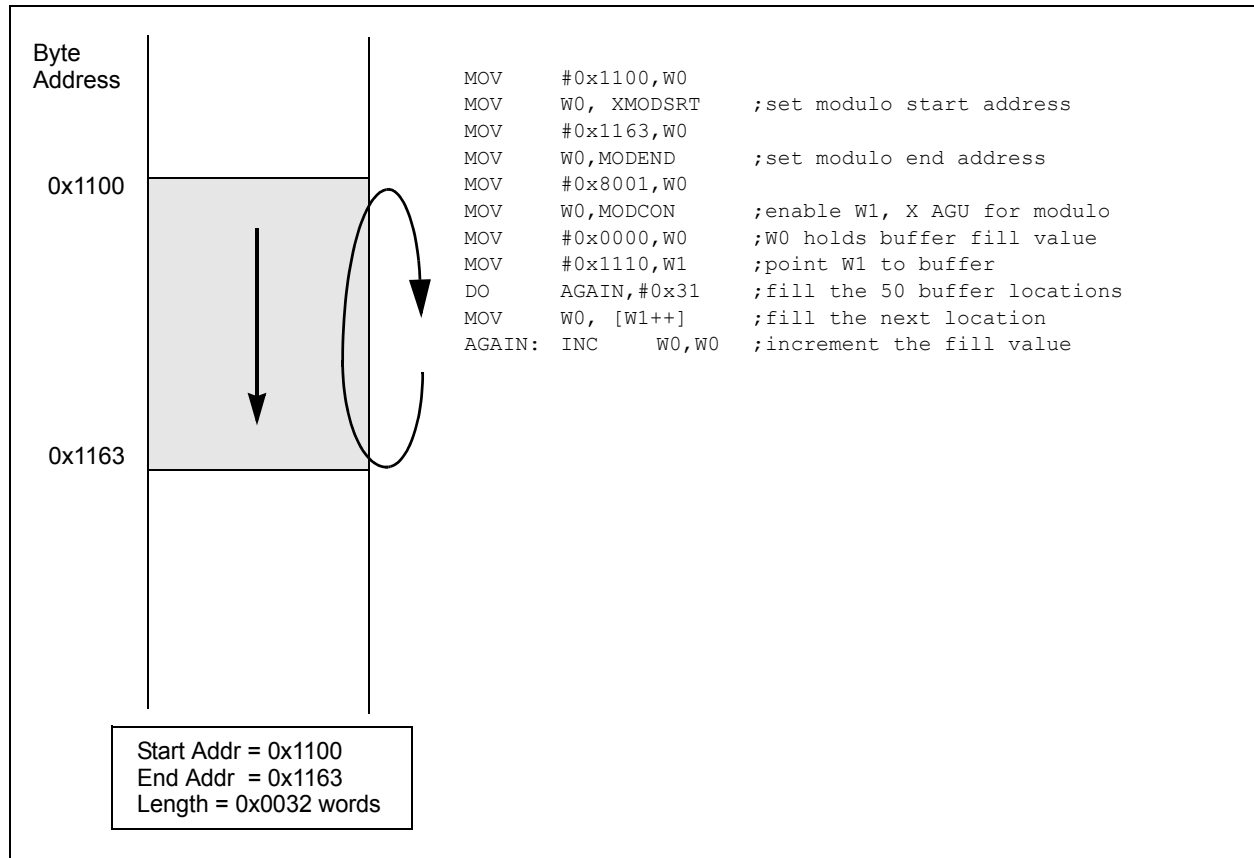 Byte
Address
0x1100
0x1163
MOV #0x1100,W0
MOV W0, XMODSRT ;set modulo start address
MOV #0x1163,W0
MOV W0,MODEND ;set modulo end address
MOV #0x8001,W0
MOV W0,MODCON ;enable W1, X AGU for modulo
MOV #0x0000,W0 ;W0 holds buffer fill value
MOV #0x1110,W1 ;point W1 to buffer
DO AGAIN,#0x31 ;fill the 50 buffer locations
MOV W0, [W1++] ;fill the next location
AGAIN: INC W0,W0 ;increment the fill value
Start Addr = 0x1100
End Addr = 0x1163
Length = 0x0032 words